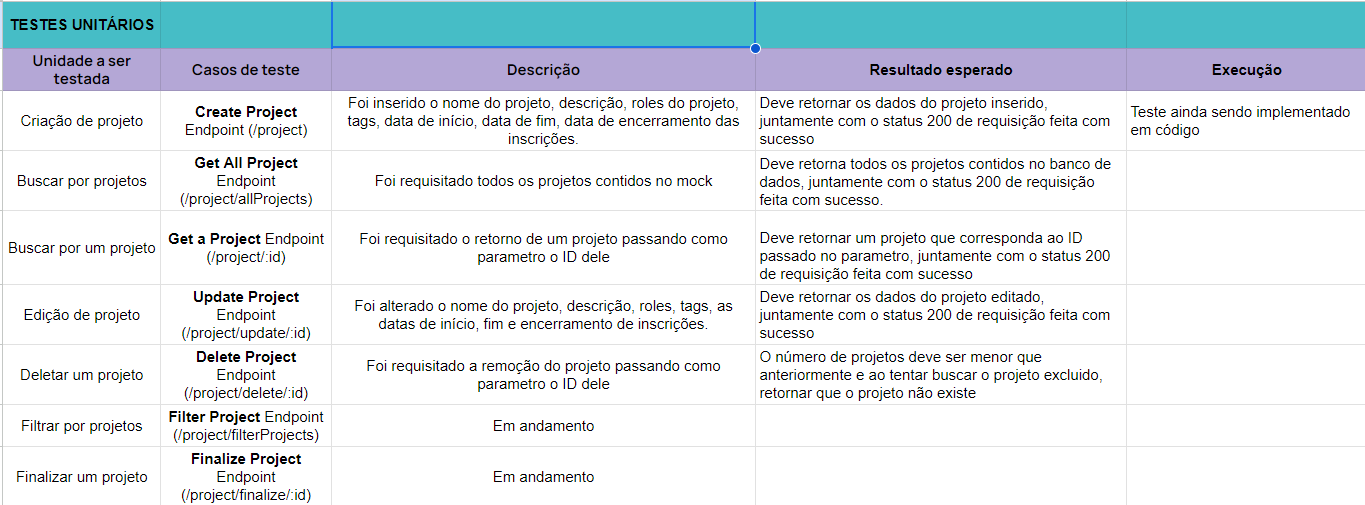 TESTES UNITÁRIOS
Unidade a ser
testada
Casos de teste
Descrição
Resultado esperado
Execução
Criação de projeto
Create Project
Endpoint (/project)
Foi inserido o nome do projeto, descrição, roles do projeto,
tags, data de início, data de fim, data de encerramento das
inscrições.
Deve retornar os dados do projeto inserido,
juntamente com o status 200 de requisição feita com
sucesso
Teste ainda sendo implementado
em código
Buscar por projetos
Get All Project
Endpoint
(/project/allProjects)
Foi requisitado todos os projetos contidos no mock
Deve retorna todos os projetos contidos no banco de
dados, juntamente com o status 200 de requisição
feita com sucesso.
Buscar por um projeto
Get a Project Endpoint
(/project/:id)
Foi requisitado o retorno de um projeto passando como
parametro o ID dele
Deve retornar um projeto que corresponda ao ID
passado no parametro, juntamente com o status 200
de requisição feita com sucesso
Edição de projeto
Update Project
Endpoint
(/project/update/:id)
Foi alterado o nome do projeto, descrição, roles, tags, as
datas de início, fim e encerramento de inscrições.
Deve retornar os dados do projeto editado,
juntamente com o status 200 de requisição feita com
sucesso
Deletar um projeto
Delete Project
Endpoint
(/project/delete/:id)
Foi requisitado a remoção do projeto passando como
parametro o ID dele
O número de projetos deve ser menor que
anteriormente e ao tentar buscar o projeto excluido,
retornar que o projeto não existe
Filtrar por projetos
Filter Project Endpoint
(/project/filterProjects)
Em andamento
Finalizar um projeto
Finalize Project
Endpoint
(/project/finalize/:id)
Em andamento